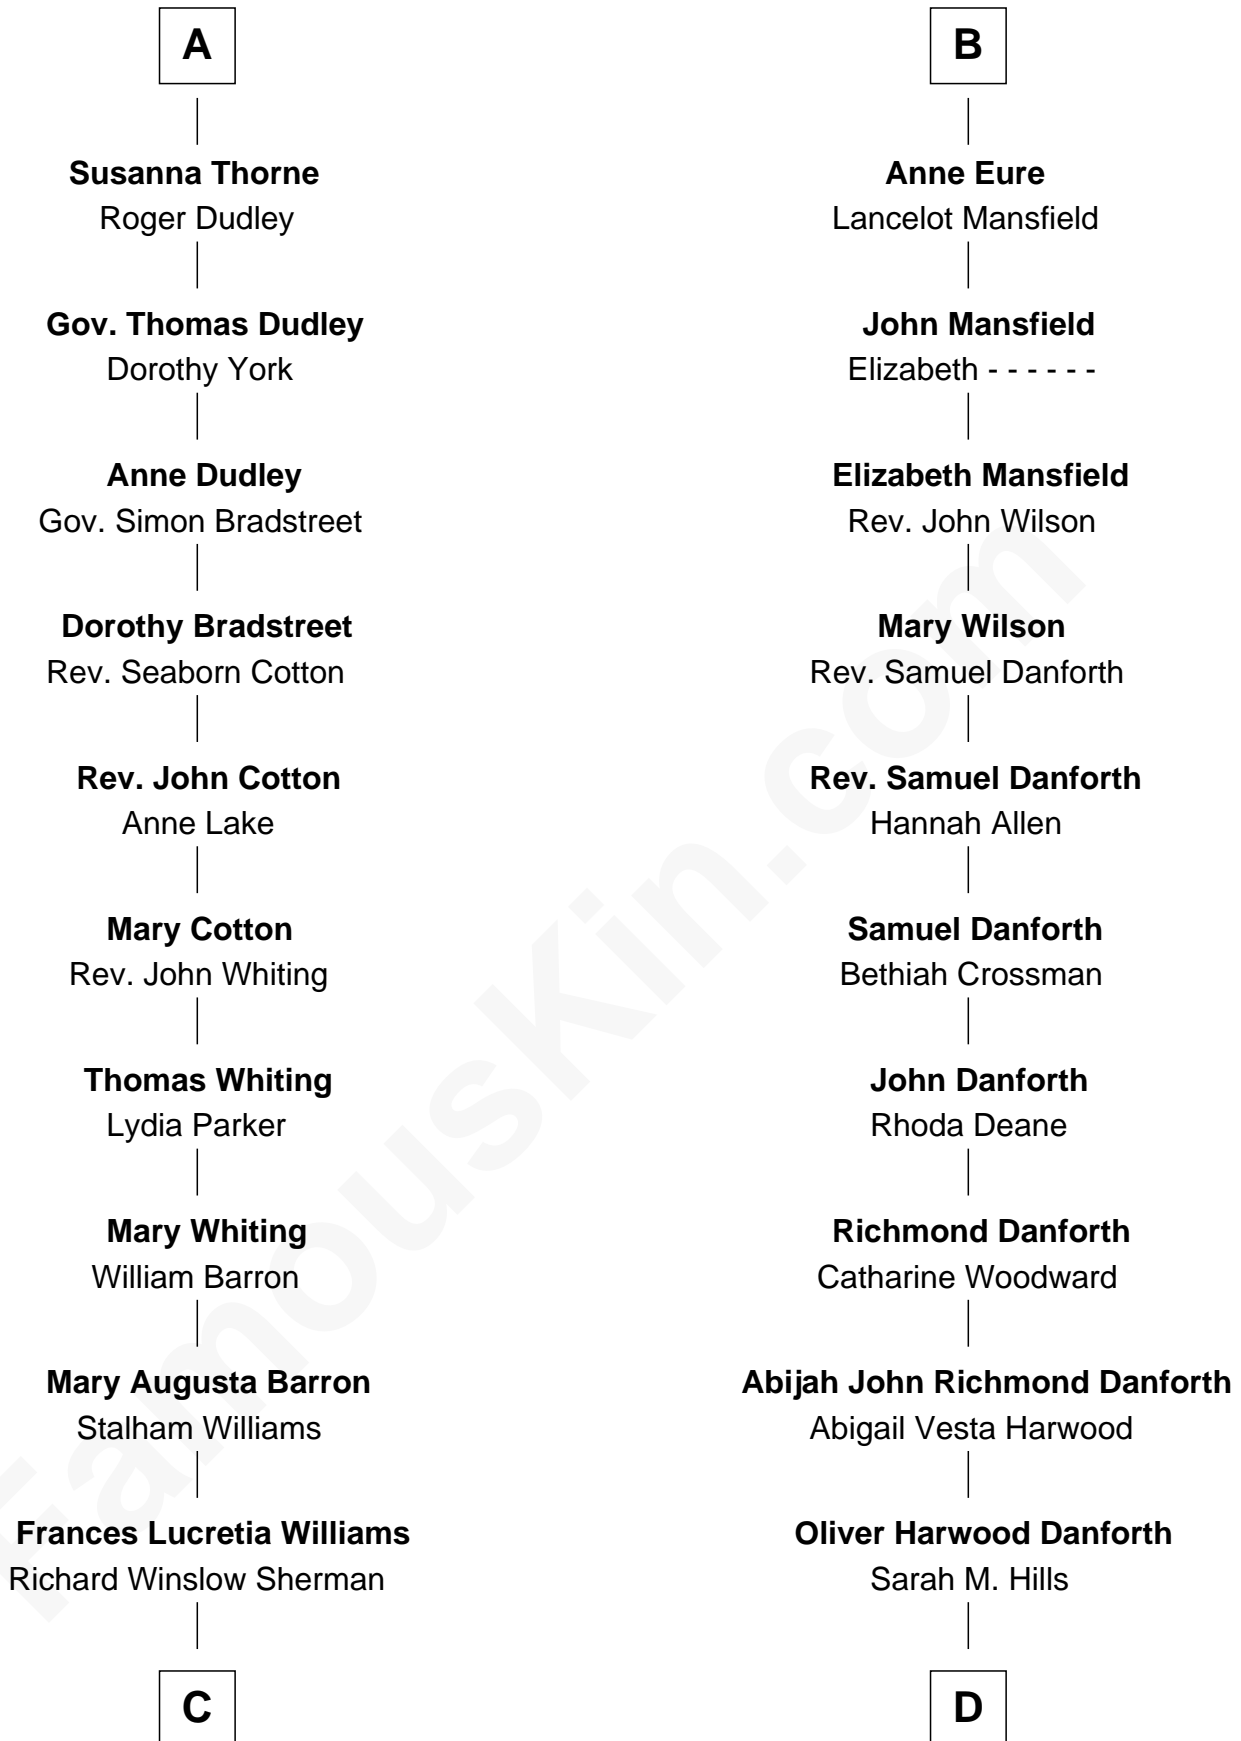 A
Susanna Thorne
Roger Dudley
Gov. Thomas Dudley
Dorothy York
Anne Dudley
Gov. Simon Bradstreet
Dorothy Bradstreet
Rev. Seaborn Cotton
Rev. John Cotton
Anne Lake
Mary Cotton
Rev. John Whiting
Thomas Whiting
Lydia Parker
Mary Whiting
William Barron
Mary Augusta Barron
Stalham Williams
Frances Lucretia Williams
Richard Winslow Sherman
C
B
Anne Eure
Lancelot Mansfield
John Mansfield
Elizabeth - - - - - -
Elizabeth Mansfield
Rev. John Wilson
Mary Wilson
Rev. Samuel Danforth
Rev. Samuel Danforth
Hannah Allen
Samuel Danforth
Bethiah Crossman
John Danforth
Rhoda Deane
Richmond Danforth
Catharine Woodward
Abijah John Richmond Danforth
Abigail Vesta Harwood
Oliver Harwood Danforth
Sarah M. Hills
D
FamousKin.com